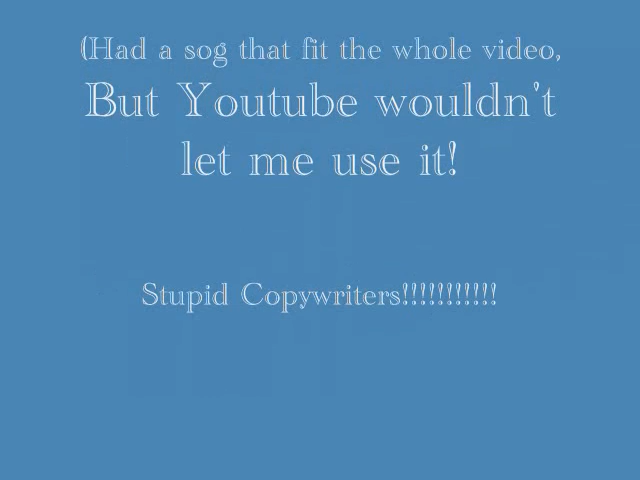 (Had a sog that fit the whole video,
But Youtube wouldn't
let me use it!
Stupid Copywriters!!!!!!!!!!!